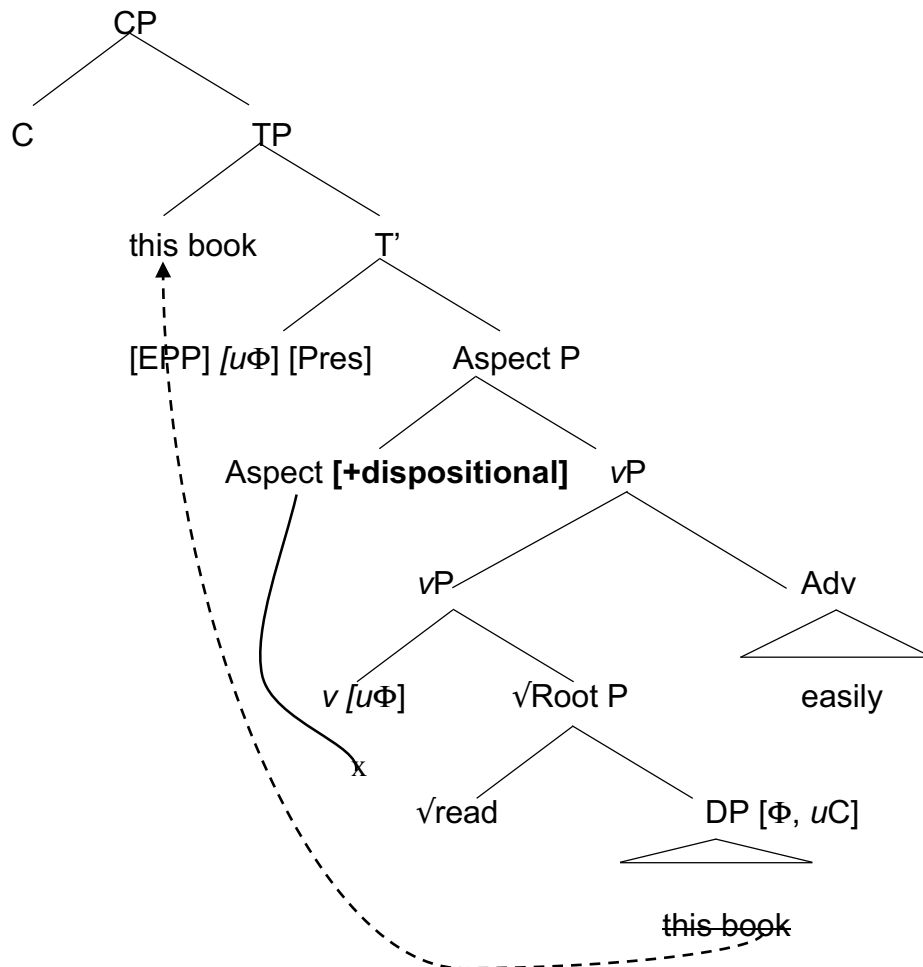 CP
C TP
this book T’
[EPP] [uΦ] [Pres] Aspect P
Aspect [+dispositional] vP
vP Adv
v [uΦ] √Root P easily
x
√read DP [Φ, uC]
this book